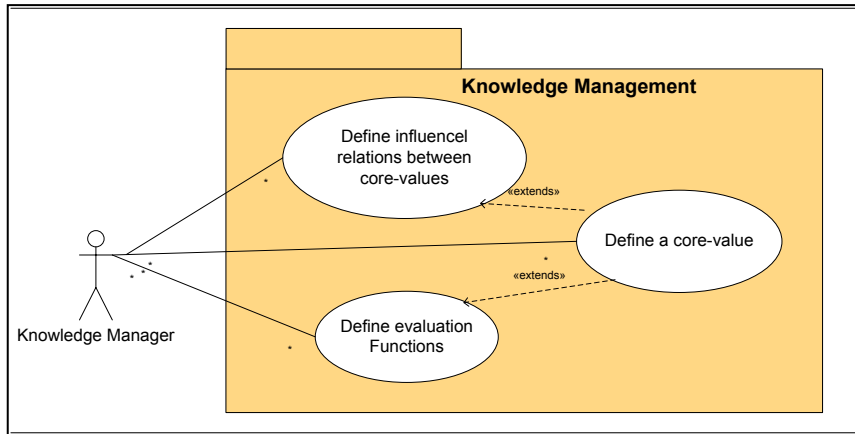 Knowledge Management
Define influencel
relations between
core-values
*
«extends»
Define a core-value
*
*
*
*
*
«extends»
Knowledge Manager
Define evaluation
Functions
*